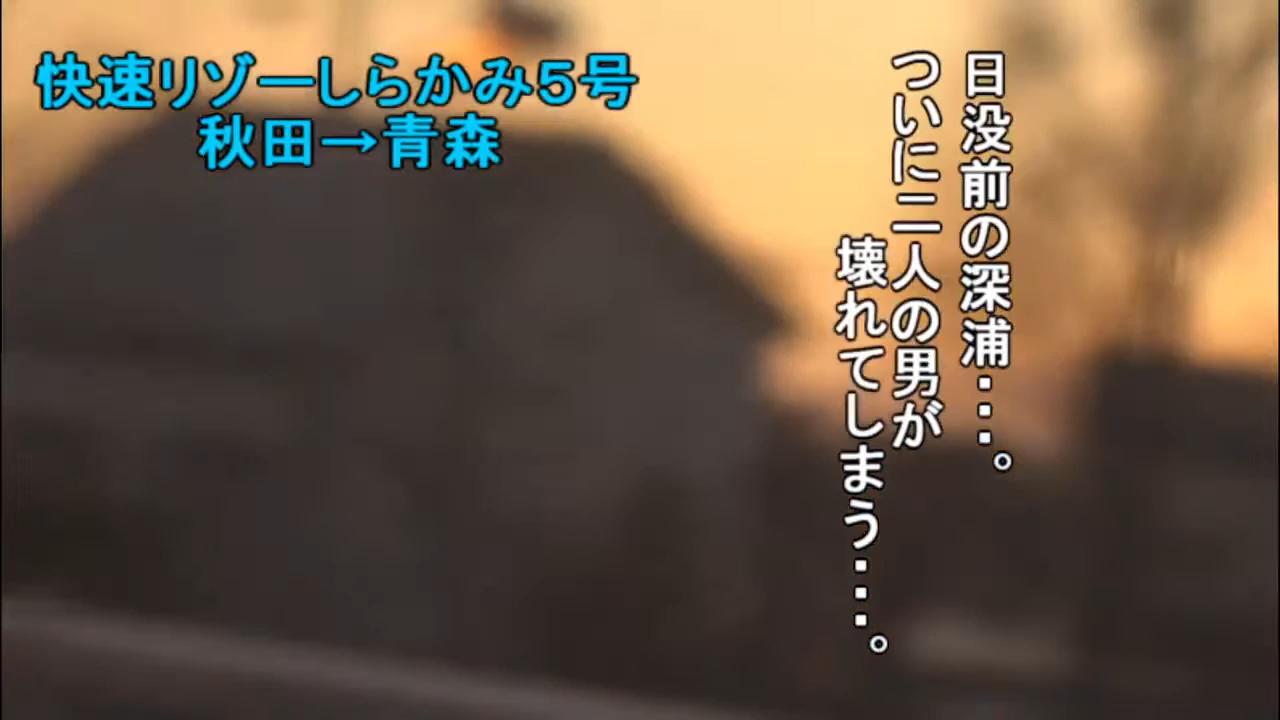 快速リゾーしらかみ5号
秋田→青森
日没前の深浦・・・。
ついに二人の男が
壊れてしまう・・・。